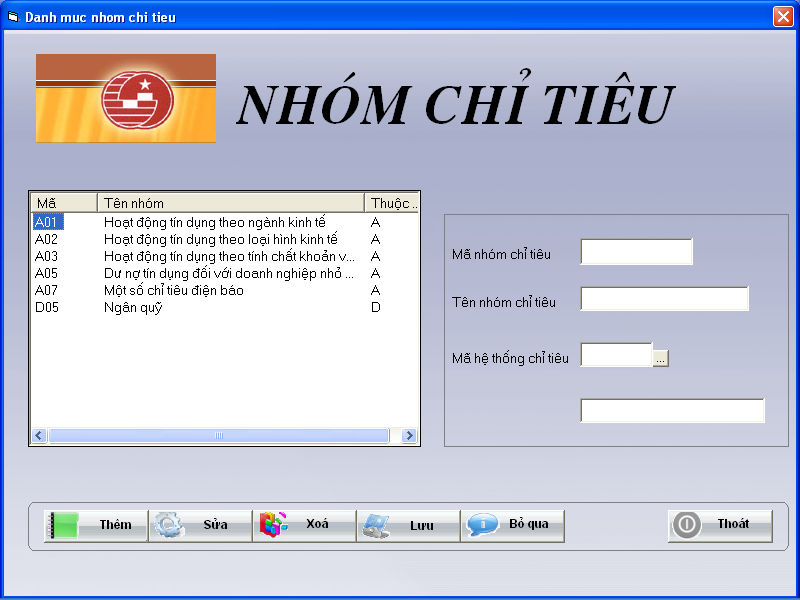 Danh muc nhom chi tieu
NHÓM CHỈ TIÊU
Mã Tên nhóm Thuộc ..
A01 Hoạt động tín dụng theo ngành kinh tế A
A02 Hoạt động tín dụng theo loại hình kinh tế A
A03 Hoạt động tín dụng theo tính chất khoản v... A
A05 Dư nợ tín dụng đối với doanh nghiệp nhỏ ... A
A07 Một số chỉ tiêu điện báo A
D05 Ngân quỹ D
Mã nhóm chỉ tiêu
Tên nhóm chỉ tiêu
Mã hệ thống chỉ tiêu ...
Thêm Sửa Xoá Lưu Bỏ qua Thoát